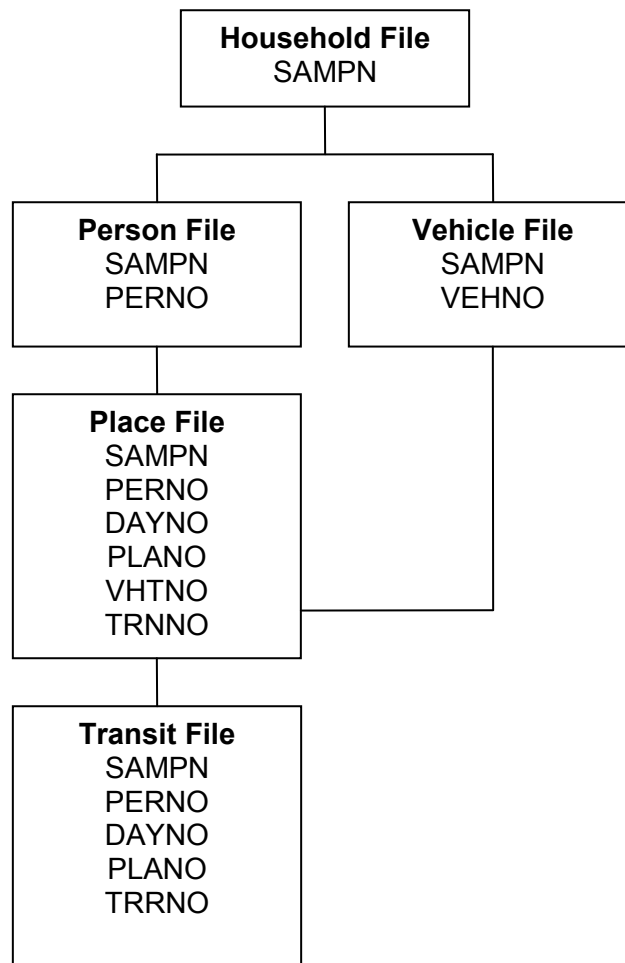 Household File
SAMPN
Person File
SAMPN
PERNO
Vehicle File
SAMPN
VEHNO
Place File
SAMPN
PERNO
DAYNO
PLANO
VHTNO
TRNNO
Transit File
SAMPN
PERNO
DAYNO
PLANO
TRRNO